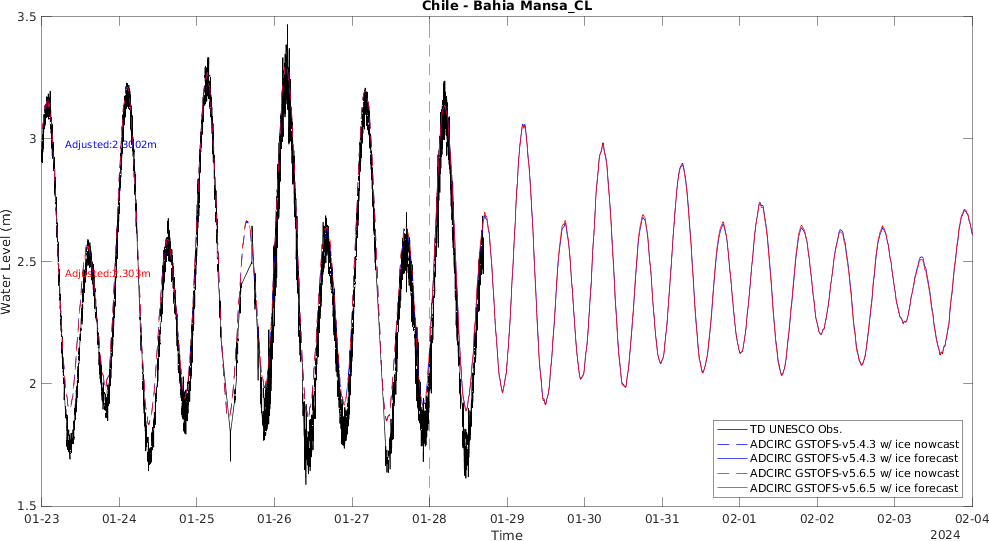 Chile - Bahia Mansa_CL
Water Level (m)
3.5
3
2.5
2
1.5
Adjusted:2.3002m
Adjusted:2.303m
TD UNESCO Obs.
ADCIRC GSTOFS-v5.4.3 w/ ice nowcast
ADCIRC GSTOFS-v5.4.3 w/ ice forecast
ADCIRC GSTOFS-v5.6.5 w/ ice nowcast
ADCIRC GSTOFS-v5.6.5 w/ ice forecast
01-23 01-24 01-25 01-26 01-27 01-28 01-29 01-30 01-31 02-01 02-02 02-03 02-04
Time
2024